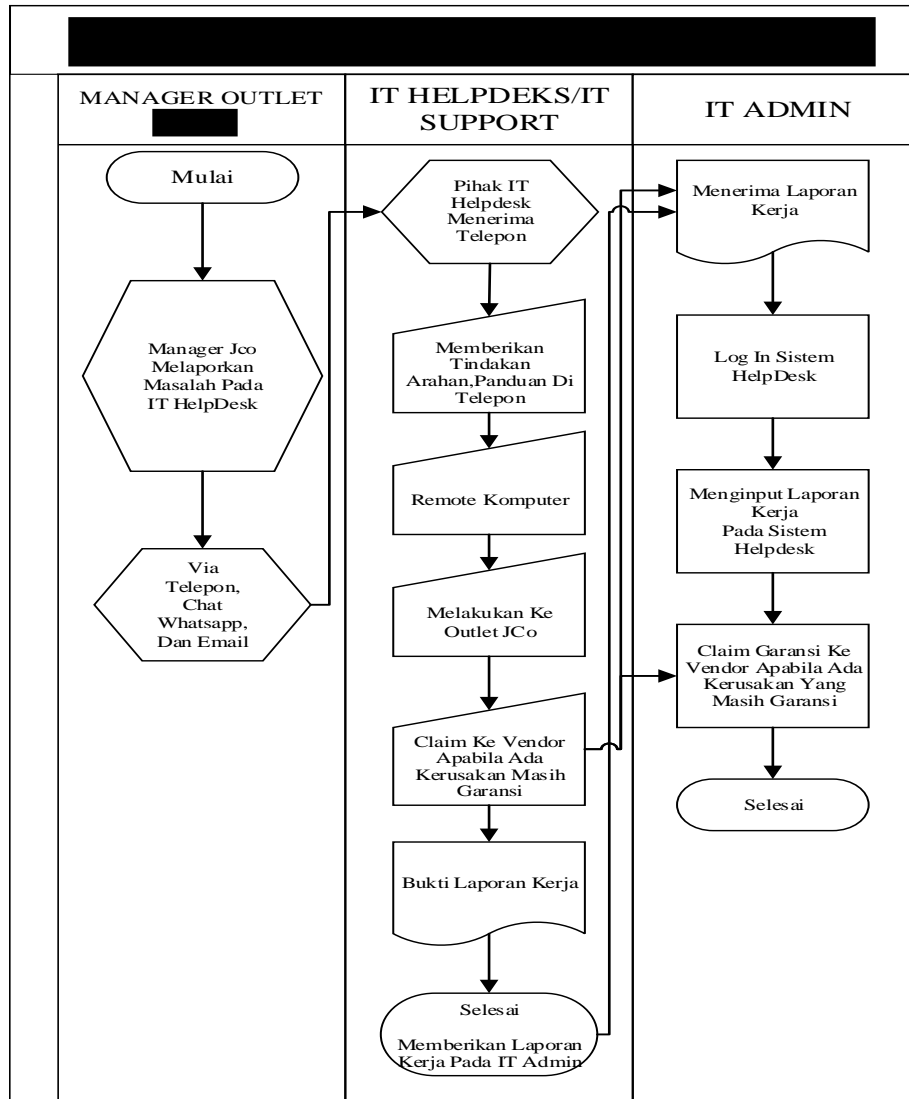 MANAGER OUTLET
IT HELPDEKS/IT
SUPPORT
IT ADMIN
Mulai
Manager Jco
Melaporkan
Masalah Pada
IT HelpDesk
Via
Telepon,
Chat
Whatsapp,
Dan Email
Pihak IT
Helpdesk
Menerima
Telepon
Memberikan
Tindakan
Arahan,Panduan Di
Telepon
Remote Komputer
Melakukan Ke
Outlet JCo
Claim Ke Vendor
Apabila Ada
Kerusakan Masih
Garansi
Bukti Laporan Kerja
Selesai
Memberikan Laporan
Kerja Pada IT Admin
Menerima Laporan
Kerja
Log In Sistem
HelpDesk
Menginput Laporan
Kerja
Pada Sistem
Helpdesk
Claim Garansi Ke
Vendor Apabila Ada
Kerusakan Yang
Masih Garansi
Selesai